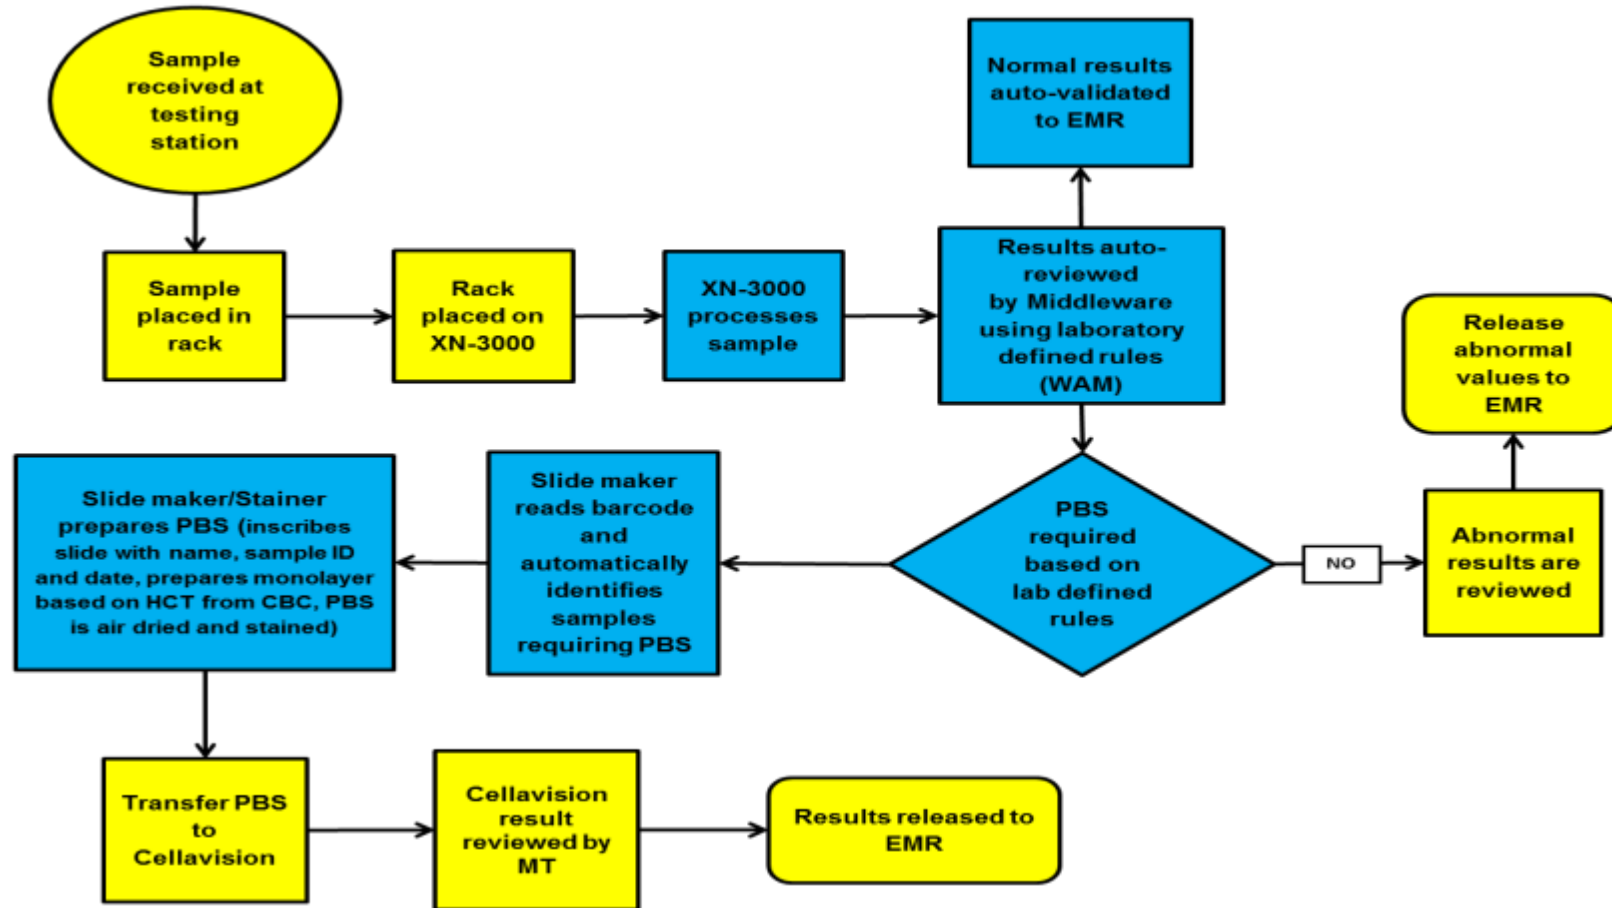 Sample
received at
testing
station
Normal results
auto-validated
to EMR
Sample
placed in
rack
Rack
placed on
XN-3000
XN-3000
processes
sample
Results auto-
reviewed
by Middleware
using laboratory
defined rules
(WAM)
Release
abnormal
values to
EMR
Slide maker/Stainer
prepares PBS (inscribes
slide with name, sample ID
and date, prepares monolayer
based on HCT from CBC, PBS
is air dried and stained)
Slide maker
reads barcode
and
automatically
identifies
samples
requiring PBS
PBS
required
based on
lab defined
rules
NO
Abnormal
results are
reviewed
Transfer PBS
to
Cellavision
Cellavision
result
reviewed by
MT
Results released to
EMR